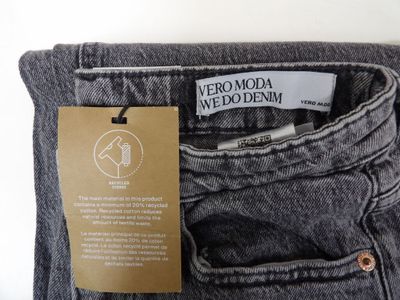 VERO MODA
WE DO DENIM
VERO MODA
RECYCLED
COTTON
The main material in this product
contains a minimum of 20% recycled
cotton. Recycled cotton reduces
natural resources and limits the
amount of textile waste.
Le matériau principal de ce produit
contient au moins 20% de coton
recyclé. Le coton recyclé permet de
réduire l'utilisation des ressources
naturelles et de limiter la quantité de
déchets textiles.